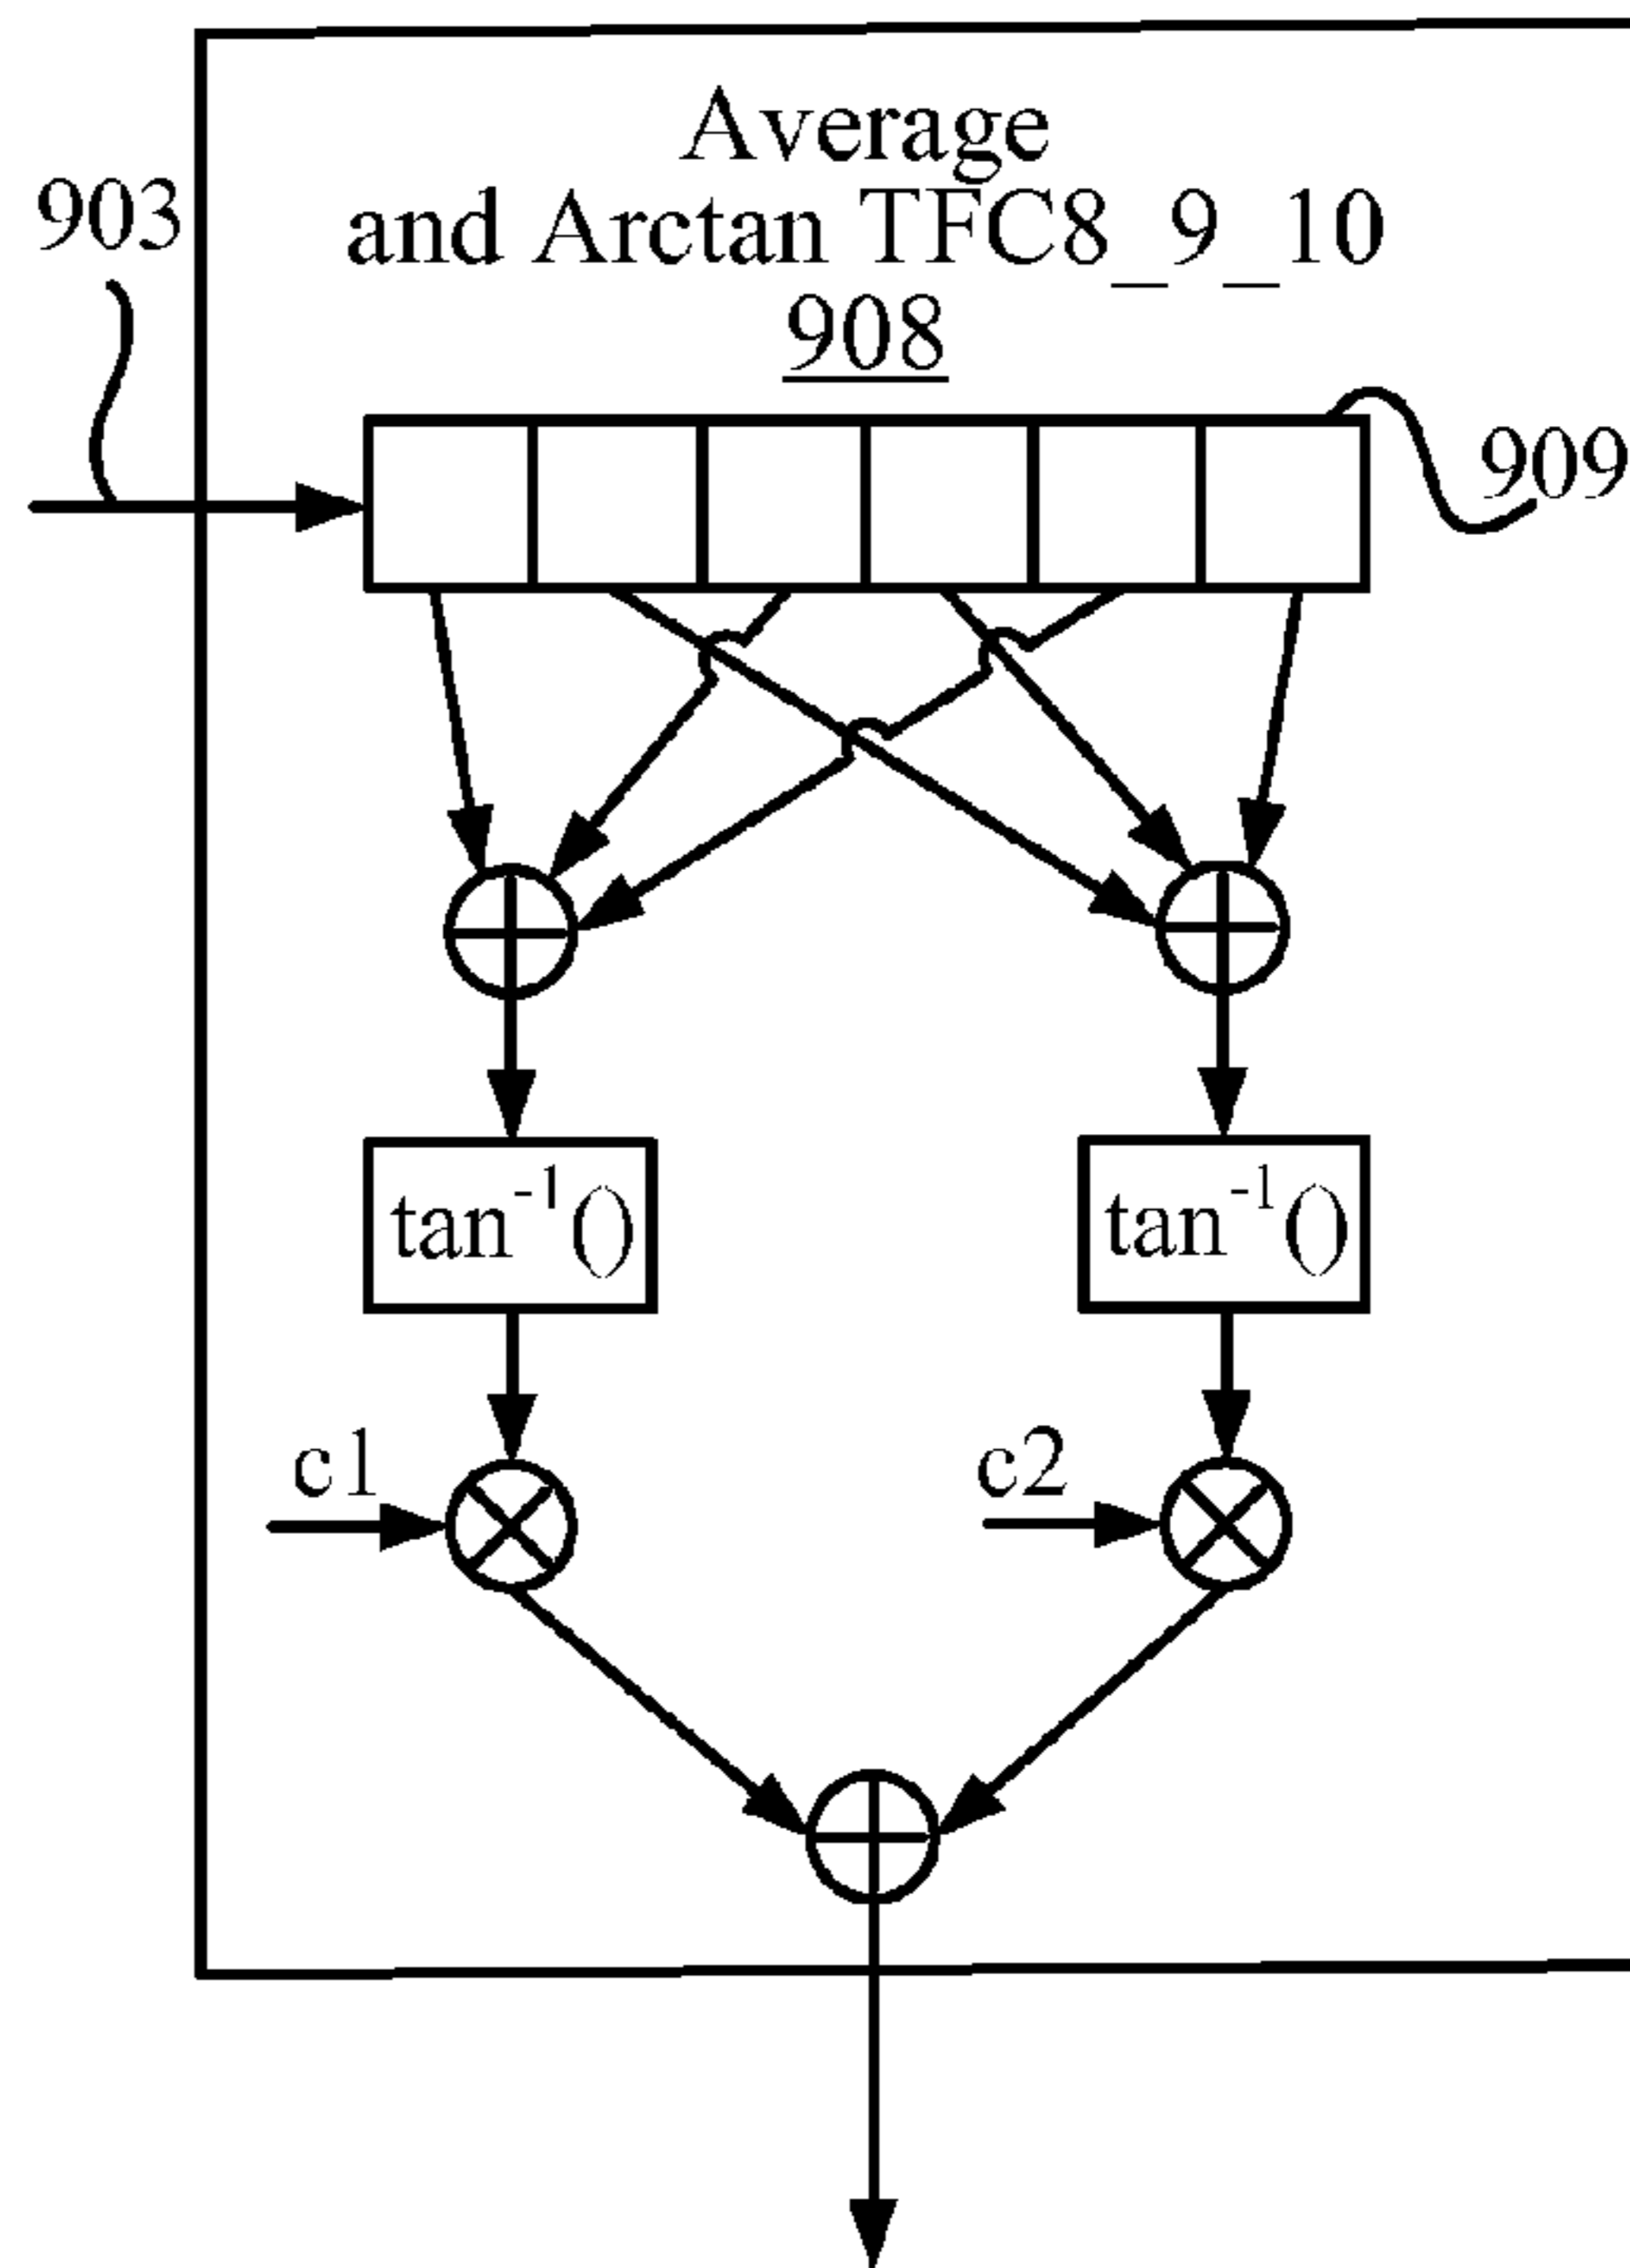 Average
and Arctan TFC8_9_10
908
903
909
tan-1()
tan-1()
c1
c2